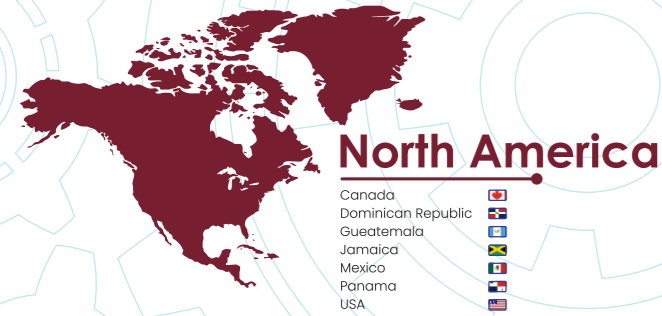 North America
Canada
Dominican Republic
Gueatemala
Jamaica
Mexico
Panama
USA